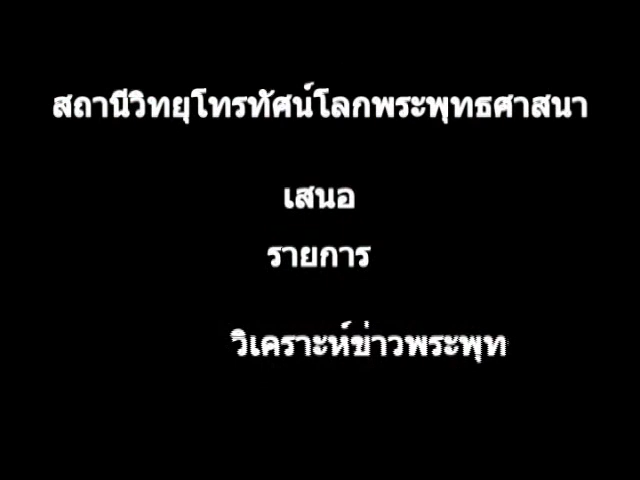 สถานีวิทยุโทรทัศน์โลกพระพุทธศาสนา
เสนอ
รายการ
วิเคราะห์ข่าวพระพุท